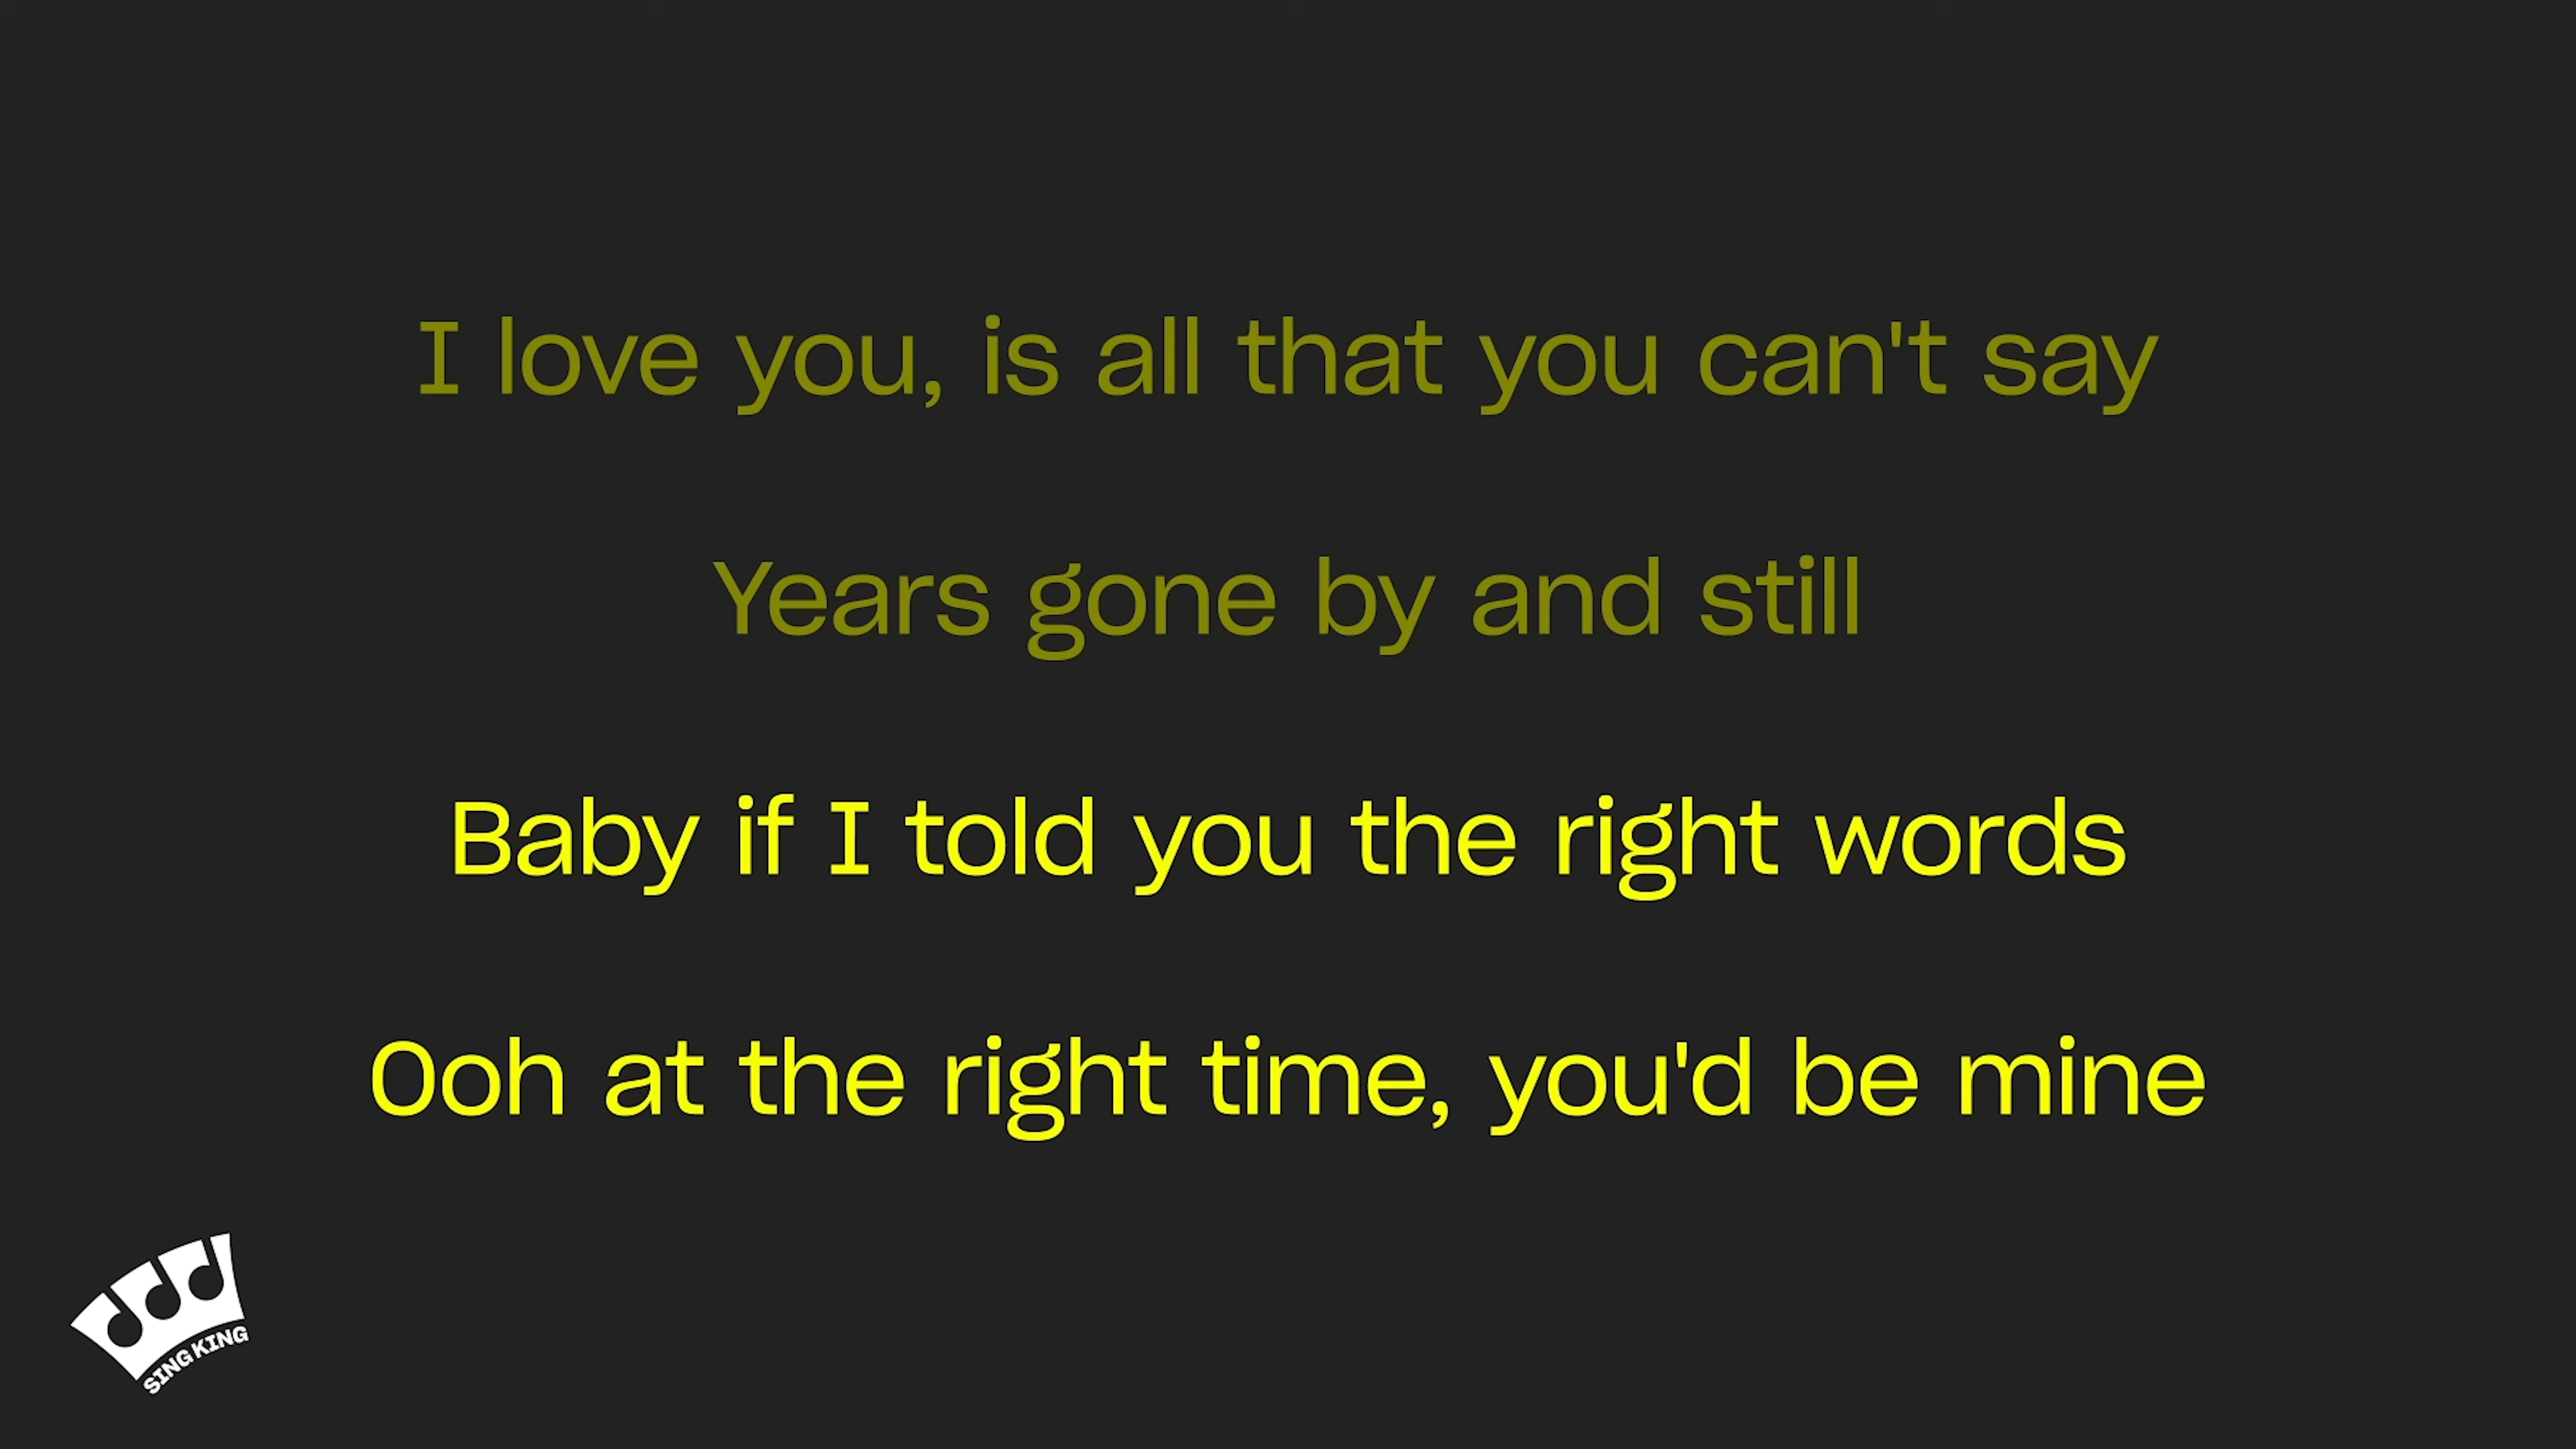 I love you, is all that you can't say
Years gone by and still
Baby if I told you the right words
Ooh at the right time, you'd be mine
SING KING